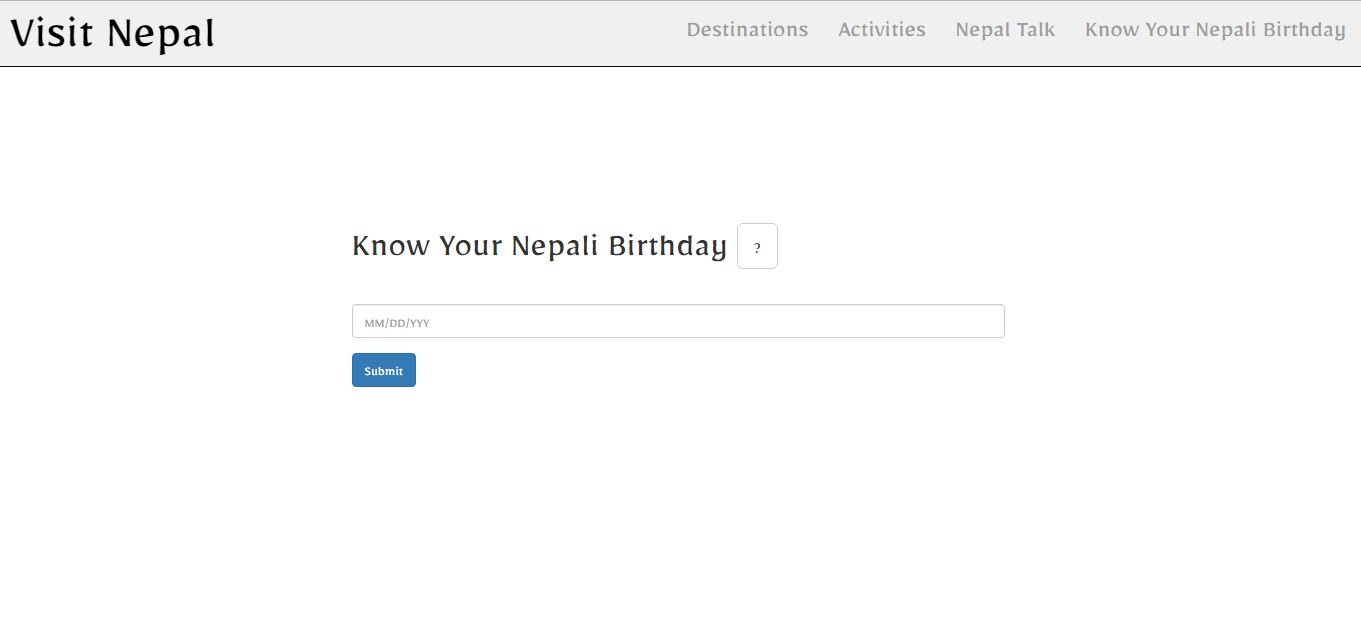 Visit Nepal
Destinations Activities Nepal Talk Know Your Nepali Birthday
Know Your Nepali Birthday ?
MM/DD/YYY
Submit